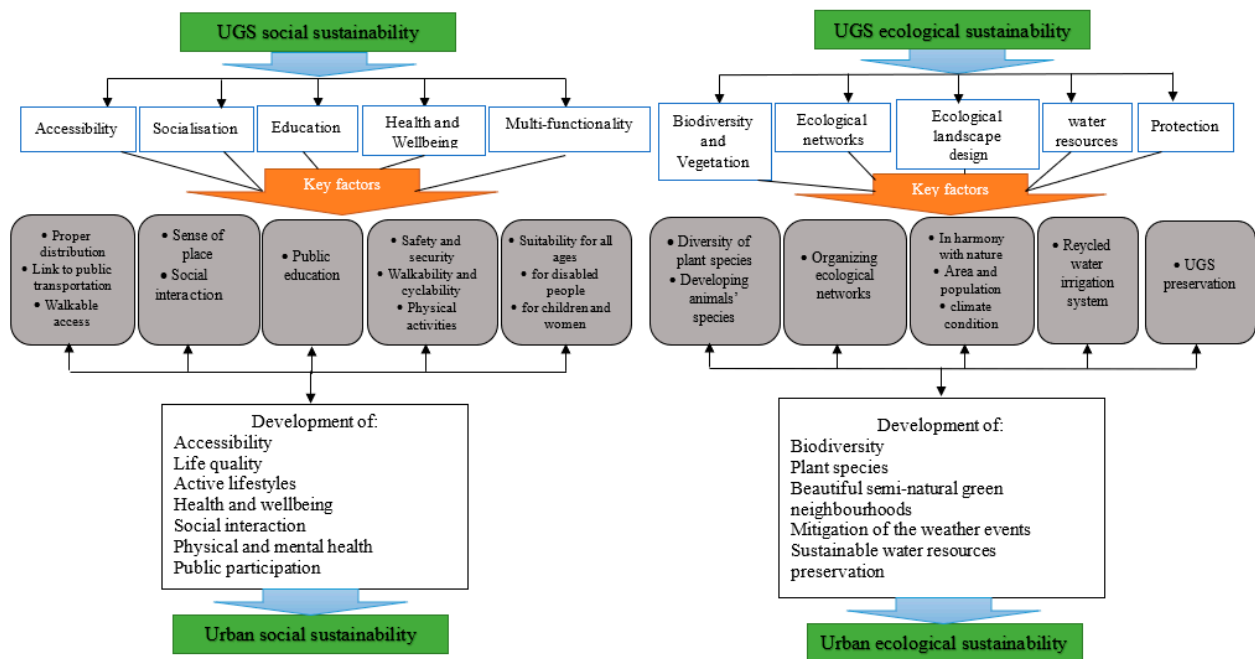 UGS social sustainability
Accessibility
Socialisation
Education
Health and
Wellbeing
Multi-functionality
Key factors
• Proper
distribution
• Link to public
transportation
• Walkable
access
• Sense of
place
• Social
interaction
• Public
education
• Safety and
security
• Walkability and
cyclability
• Physical
activities
• Suitability for all
ages
• for disabled
people
• for children and
women
Development of:
Accessibility
Life quality
Active lifestyles
Health and wellbeing
Social interaction
Physical and mental health
Public participation
Urban social sustainability
UGS ecological sustainability
Biodiversity
and
Vegetation
Ecological
networks
Ecological
landscape
design
water
resources
Protection
Key factors
• Diversity of
plant species
• Developing
animals’
species
• Organizing
ecological
networks
• In harmony
with nature
• Area and
population
• climate
condition
• Reycled
water
irrigation
system
• UGS
preservation
Development of:
Biodiversity
Plant species
Beautiful semi-natural green
neighbourhoods
Mitigation of the weather events
Sustainable water resources
preservation
Urban ecological sustainability